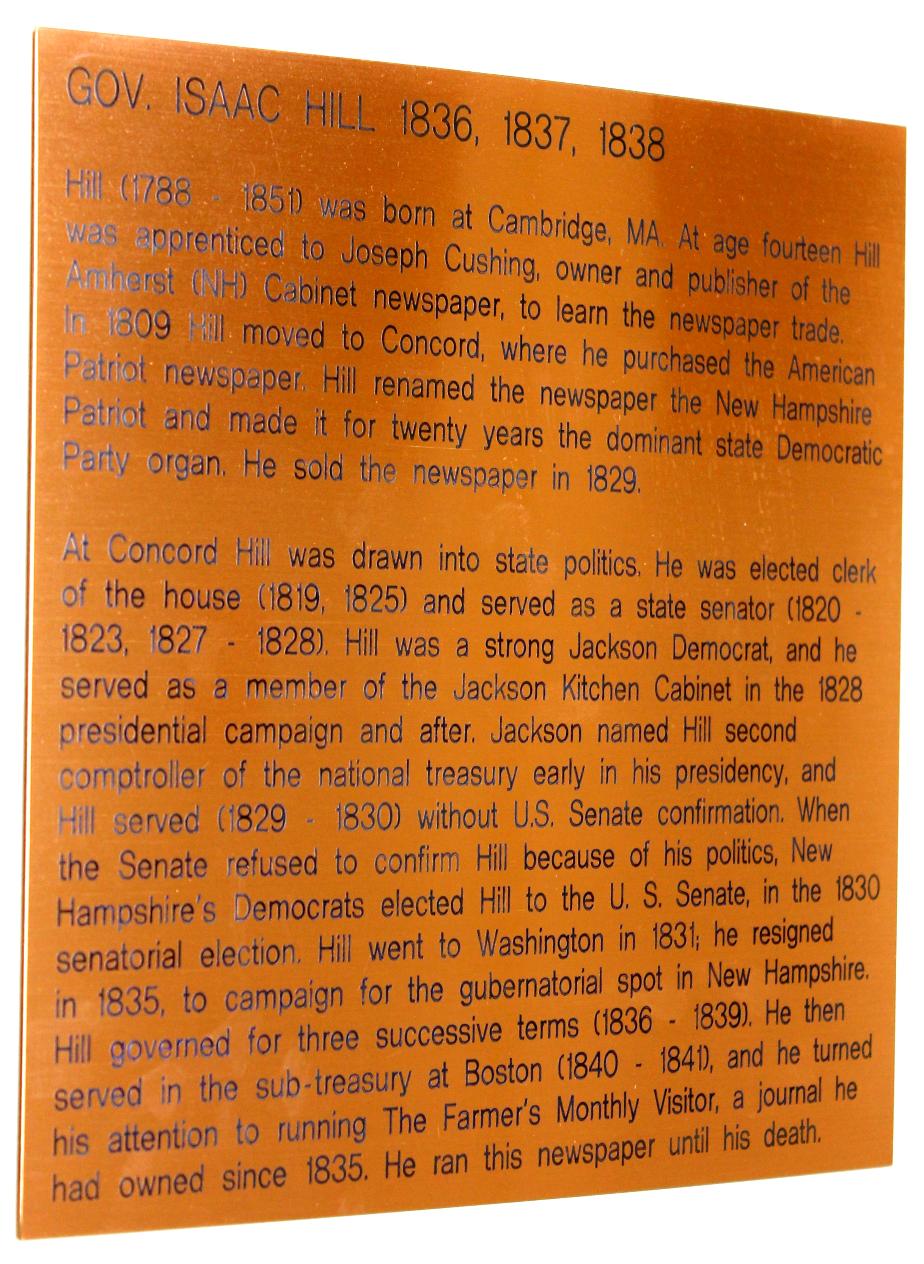 GOV. ISAAC HILL 1836, 1837, 1838
Hill (1788 - 1851) was born at Cambridge, MA. At age fourteen Hill
was apprenticed to Joseph Cushing, owner and publisher of the
Amherst (NH) Cabinet newspaper, to learn the newspaper trade.
In 1809 Hill moved to Concord, where he purchased the American
Patriot newspaper. Hill renamed the newspaper the New Hampshire
Patriot and made it for twenty years the dominant state Democratic
Party organ. He sold the newspaper in 1829.
At Concord Hill was drawn into state politics. He was elected clerk
of the house (1819, 1825) and served as a state senator (1820 -
1823, 1827 - 1828). Hill was a strong Jackson Democrat, and he
served as a member of the Jackson Kitchen Cabinet in the 1828
presidential campaign and after. Jackson named Hill second
comptroller of the national treasury early in his presidency, and
Hill served (1829 - 1830) without U.S. Senate confirmation. When
the Senate refused to confirm Hill because of his politics, New
Hampshire's Democrats elected Hill to the U. S. Senate, in the 1830
senatorial election. Hill went to Washington in 1831; he resigned
in 1835, to campaign for the gubernatorial spot in New Hampshire.
Hill governed for three successive terms (1836 - 1839). He then
served in the sub-treasury at Boston (1840 - 1841), and he turned
his attention to running The Farmer's Monthly Visitor, a journal he
had owned since 1835. He ran this newspaper until his death.